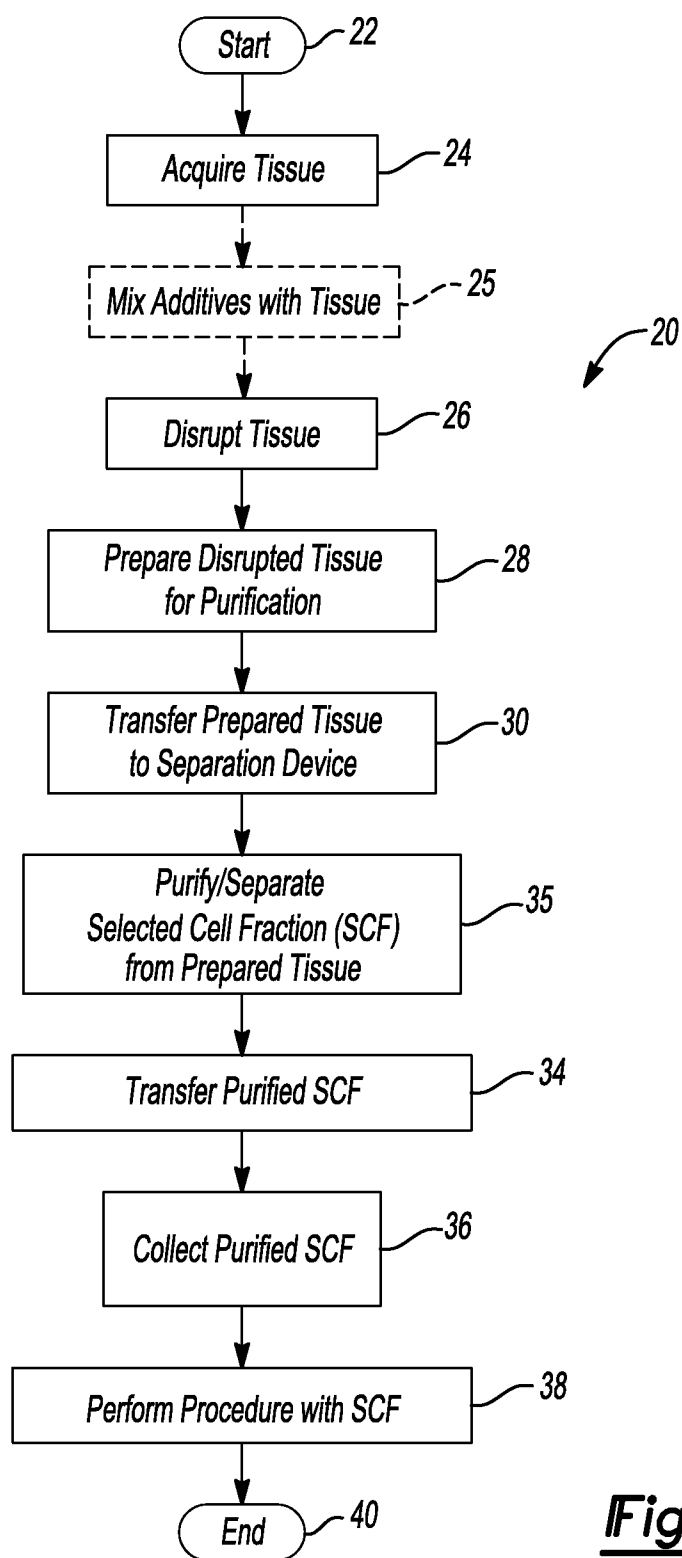 Start
22
Acquire Tissue
24
Mix Additives with Tissue
25
20
Disrupt Tissue
26
Prepare Disrupted Tissue
for Purification
28
Transfer Prepared Tissue
to Separation Device
30
Purify/Separate
Selected Cell Fraction (SCF)
from Prepared Tissue
35
Transfer Purified SCF
34
Collect Purified SCF
36
Perform Procedure with SCF
38
End
40
Fig